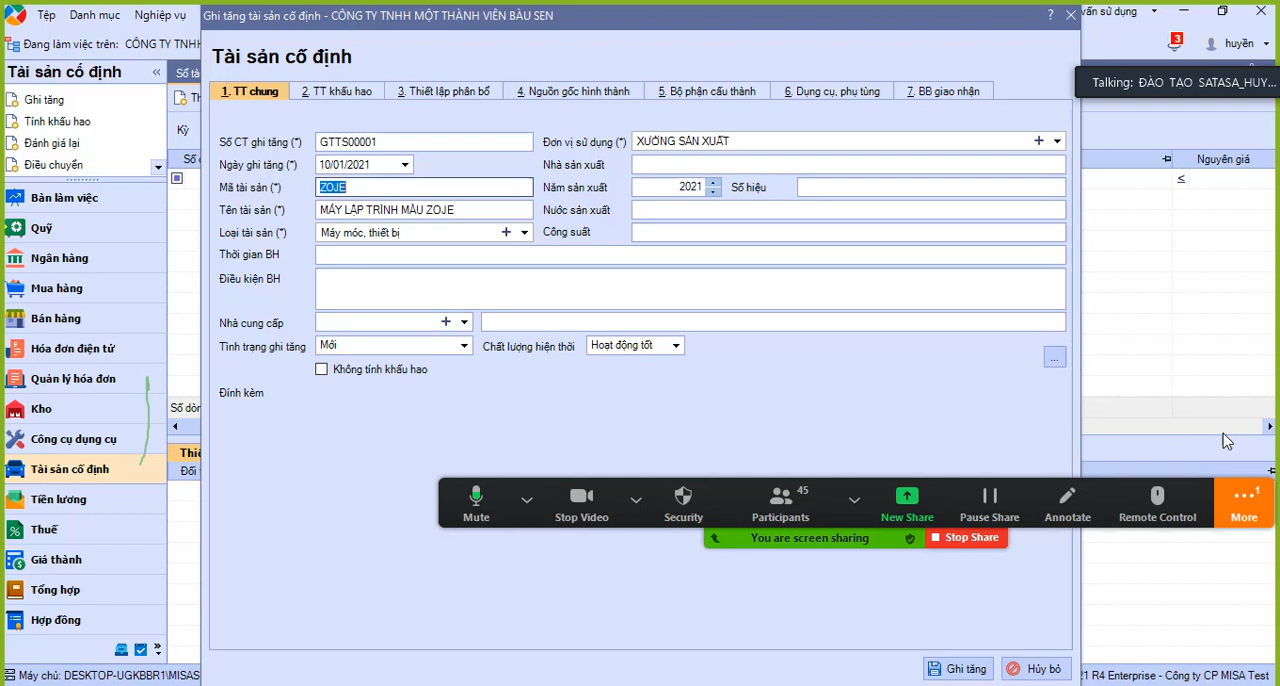 Tệp Danh mục Nghiệp vụ
Ghi tăng tài sản cố định - CÔNG TY TNHH MỘT THÀNH VIÊN BÀU SEN
vấn sử dụng
Đang làm việc trên: CÔNG TY TNHH
3
huyền
Tài sản cố định
Talking: ĐÀO TẠO SATASA_HUY...
Ghi tăng
Tính khấu hao
Đánh giá lại
Điều chuyển
Bàn làm việc
Quỹ
Ngân hàng
Mua hàng
Bán hàng
Hóa đơn điện tử
Quản lý hóa đơn
Kho
Công cụ dụng cụ
Tài sản cố định
Tiền lương
Thuế
Giá thành
Tổng hợp
Hợp đồng
Kỳ
Số dòn
Đối
Tài sản cố định
1. TT chung 2. TT khấu hao 3. Thiết lập phân bổ 4. Nguồn gốc hình thành 5. Bộ phận cấu thành 6. Dụng cụ, phụ tùng 7. BB giao nhận
Số CT ghi tăng (*) GTTS00001 Đơn vị sử dụng (*) XƯỞNG SẢN XUẤT
Ngày ghi tăng (*) 10/01/2021 Nhà sản xuất
Mã tài sản (*) ZOJE Năm sản xuất 2021 Số hiệu
Tên tài sản (*) MÁY LẬP TRÌNH MẪU ZOJE Nước sản xuất
Loại tài sản (*) Máy móc, thiết bị Công suất
Thời gian BH
Điều kiện BH
Nhà cung cấp
Tình trạng ghi tăng Mới Chất lượng hiện thời Hoạt động tốt
...
Không tính khấu hao
Đính kèm
Nguyên giá
≤
Mute Stop Video Security Participants 45 New Share Pause Share Annotate Remote Control More 1
You are screen sharing Stop Share
Ghi tăng Hủy bỏ
Máy chủ: DESKTOP-UGKBBR1\MISAS
21 R4 Enterprise - Công ty CP MISA Test